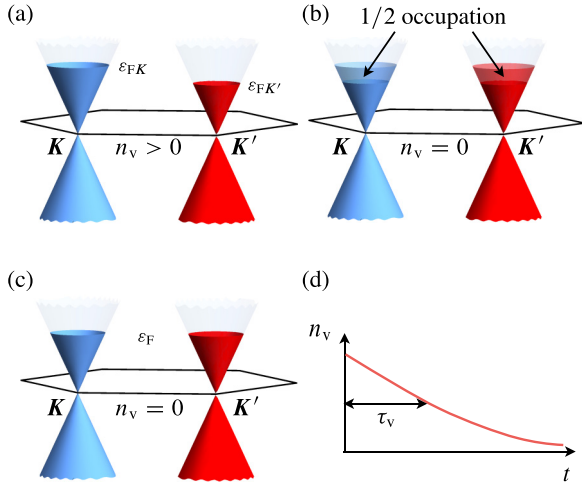 (a)
ε_FK
ε_FK′
K
n_v > 0
K′
(b)
1/2 occupation
K
n_v = 0
K′
(c)
ε_F
K
n_v = 0
K′
(d)
n_v
τ_v
t